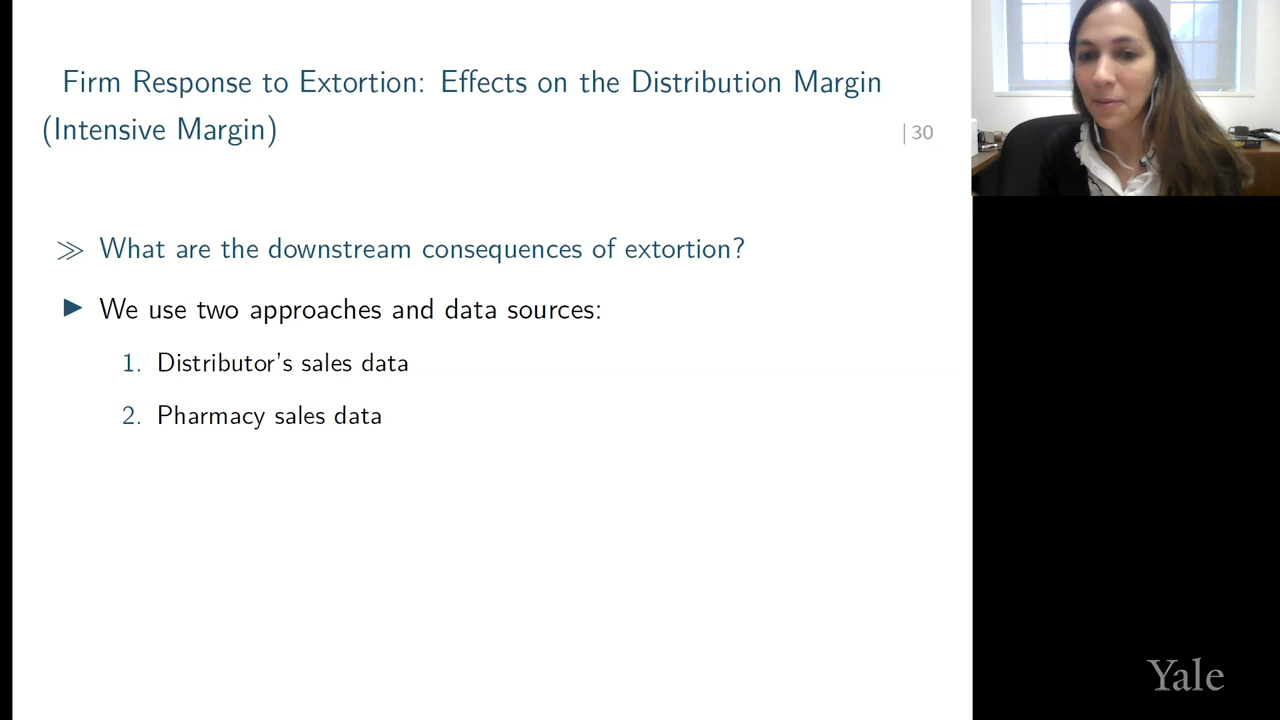 Firm Response to Extortion: Effects on the Distribution Margin
(Intensive Margin)
| 30
≫ What are the downstream consequences of extortion?
▶ We use two approaches and data sources:
1. Distributor's sales data
2. Pharmacy sales data
Yale